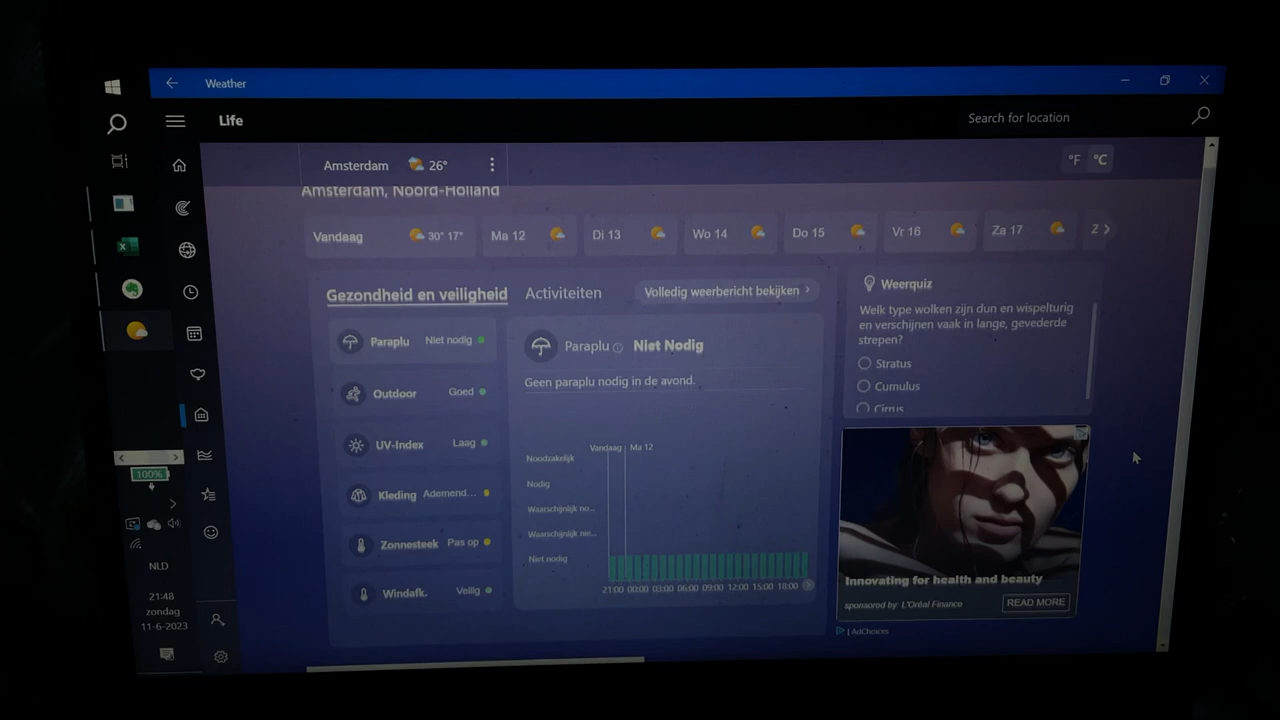 Weather
Life
Search for location
Amsterdam 26°
°F °C
Amsterdam, Noord-Holland
Vandaag 30° 17°
Ma 12
Di 13
Wo 14
Do 15
Vr 16
Za 17
Z
Gezondheid en veiligheid
Activiteiten
Volledig weerbericht bekijken
Paraplu Niet nodig
Outdoor Goed
UV-Index Laag
Kleding Ademend...
Zonnesteek Pas op
Windafk. Veilig
Paraplu Niet Nodig
Geen paraplu nodig in de avond.
Vandaag Ma 12
Noodzakelijk
Nodig
Waarschijnlijk no...
Waarschijnlijk nie...
Niet nodig
21:00 00:00 03:00 06:00 09:00 12:00 15:00 18:00
Weerquiz
Welk type wolken zijn dun en wispelturig
en verschijnen vaak in lange, gevederde
strepen?
Stratus
Cumulus
Cirrus
Innovating for health and beauty
sponsored by L'Oréal Finance
READ MORE
AdChoices
100%
NLD
21:48
zondag
11-6-2023